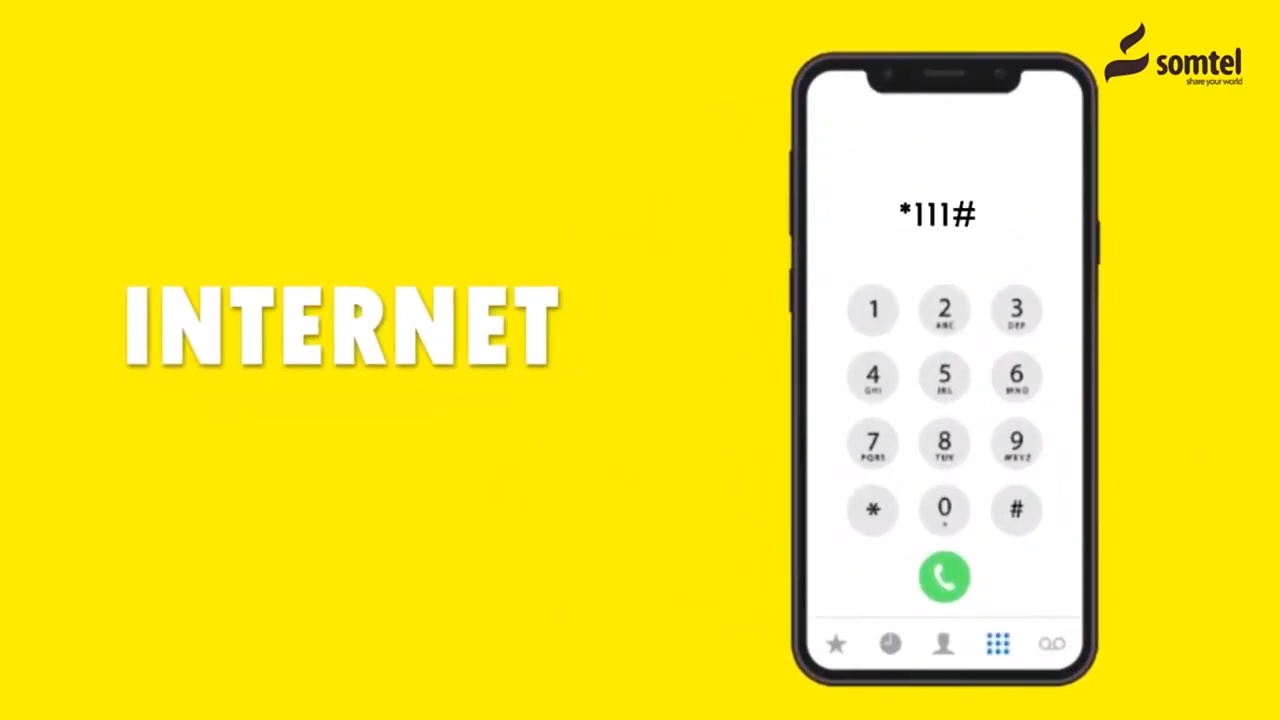 somtel
share your world
*111#
INTERNET
1
2
ABC
3
DEF
4
GHI
5
JKL
6
MNO
7
PQRS
8
TUV
9
WXYZ
*
0
#